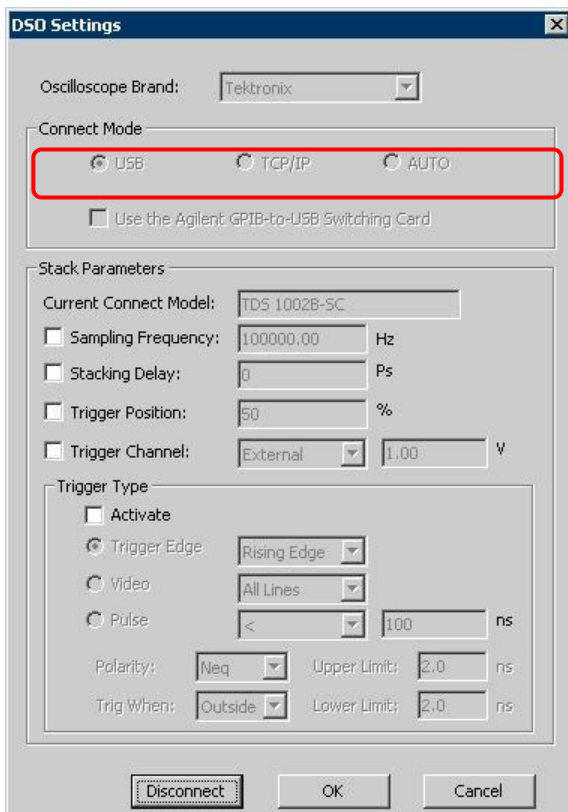 DSO Settings
Oscilloscope Brand: Tektronix
Connect Mode
USB TCP/IP AUTO
Use the Agilent GPIB-to-USB Switching Card
Stack Parameters
Current Connect Model: TDS 1002B-SC
Sampling Frequency: 100000.00 Hz
Stacking Delay: 0 Ps
Trigger Position: 50 %
Trigger Channel: External 1.00 V
Trigger Type
Activate
Trigger Edge Rising Edge
Video All Lines
Pulse < 100 ns
Polarity: Neq Upper Limit: 2.0 ns
Trig When: Outside Lower Limit: 2.0 ns
Disconnect OK Cancel